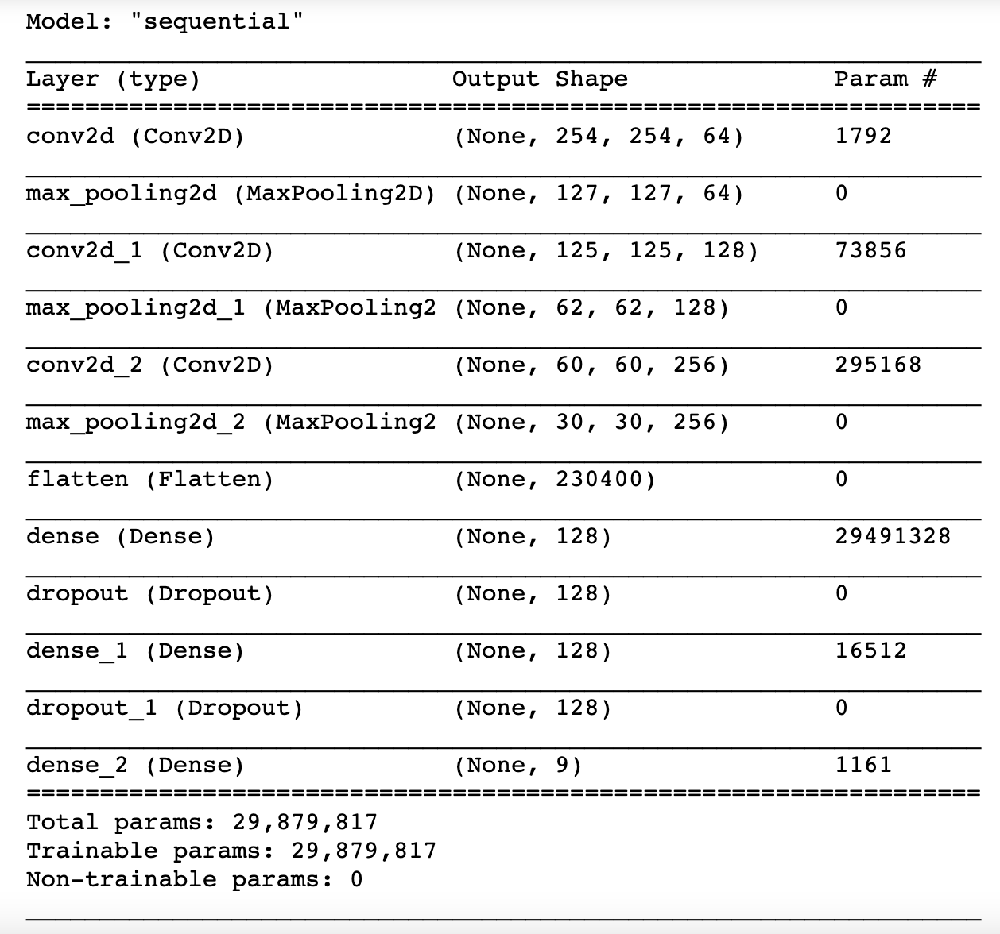 Model: "sequential"
_________________________________________________________________
Layer (type)                 Output Shape              Param #
=================================================================
conv2d (Conv2D)              (None, 254, 254, 64)      1792
_________________________________________________________________
max_pooling2d (MaxPooling2D) (None, 127, 127, 64)      0
_________________________________________________________________
conv2d_1 (Conv2D)            (None, 125, 125, 128)     73856
_________________________________________________________________
max_pooling2d_1 (MaxPooling2 (None, 62, 62, 128)       0
_________________________________________________________________
conv2d_2 (Conv2D)            (None, 60, 60, 256)       295168
_________________________________________________________________
max_pooling2d_2 (MaxPooling2 (None, 30, 30, 256)       0
_________________________________________________________________
flatten (Flatten)            (None, 230400)            0
_________________________________________________________________
dense (Dense)                (None, 128)               29491328
_________________________________________________________________
dropout (Dropout)            (None, 128)               0
_________________________________________________________________
dense_1 (Dense)              (None, 128)               16512
_________________________________________________________________
dropout_1 (Dropout)          (None, 128)               0
_________________________________________________________________
dense_2 (Dense)              (None, 9)                 1161
=================================================================
Total params: 29,879,817
Trainable params: 29,879,817
Non-trainable params: 0
_________________________________________________________________